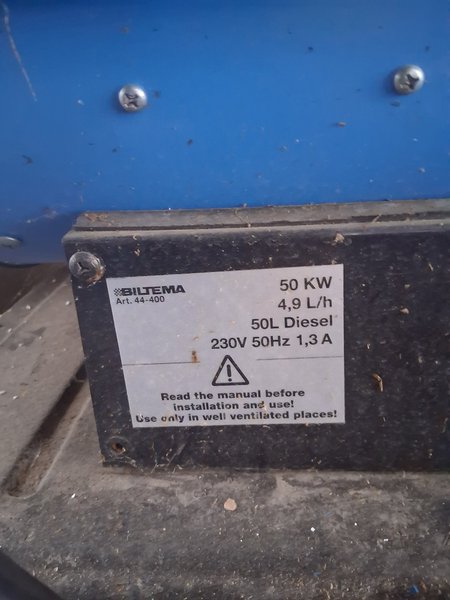 BILTEMA
Art. 44-400
50 KW
4,9 L/h
50L Diesel
230V 50Hz 1,3 A
Read the manual before
installation and use!
Use only in well ventilated places!